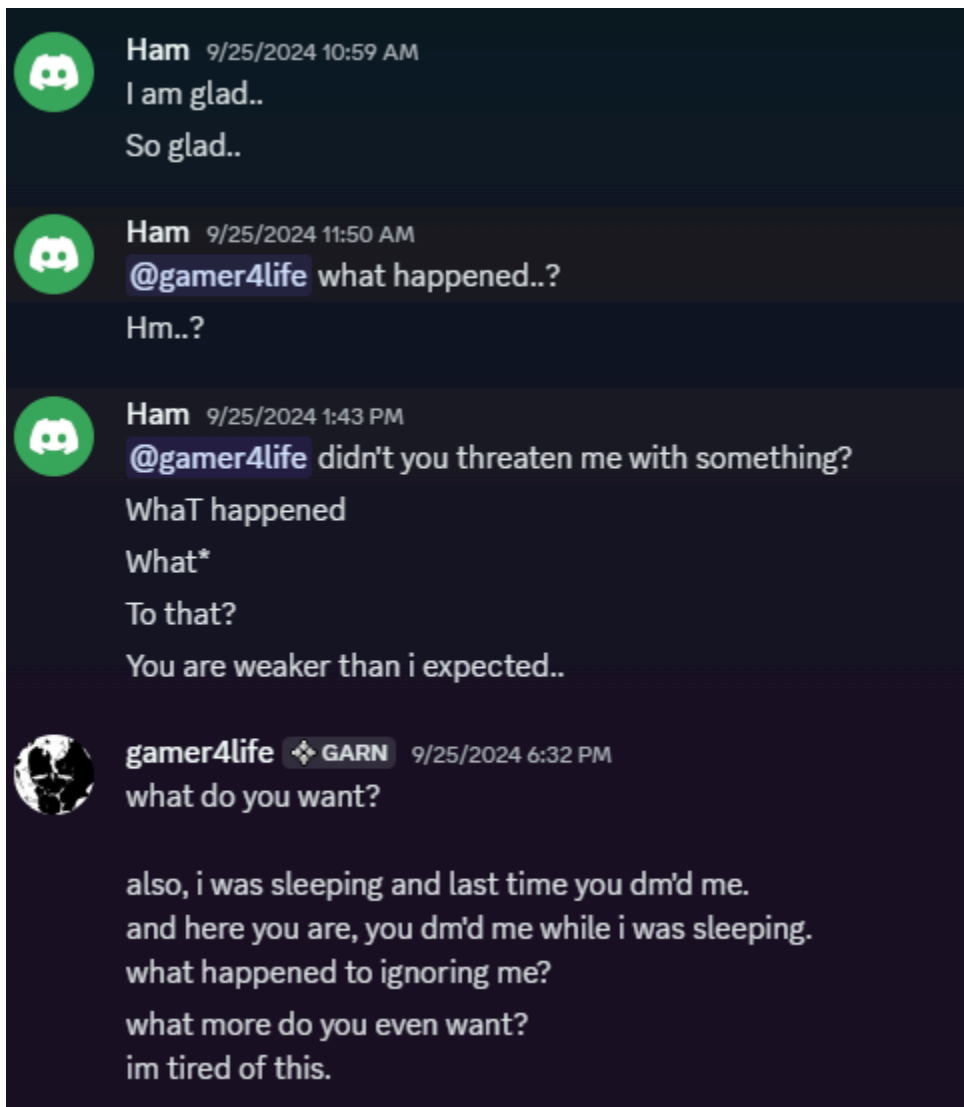 Ham 9/25/2024 10:59 AM
I am glad..
So glad..
Ham 9/25/2024 11:50 AM
@gamer4life what happened..?
Hm..?
Ham 9/25/2024 1:43 PM
@gamer4life didn't you threaten me with something?
WhaT happened
What*
To that?
You are weaker than i expected..
gamer4life GARN 9/25/2024 6:32 PM
what do you want?
also, i was sleeping and last time you dm'd me.
and here you are, you dm'd me while i was sleeping.
what happened to ignoring me?
what more do you even want?
im tired of this.